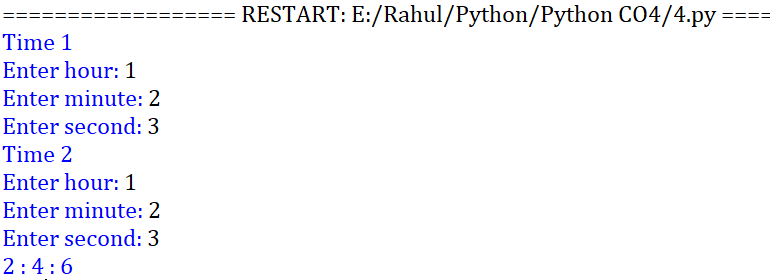 ================== RESTART: E:/Rahul/Python/Python CO4/4.py ====
Time 1
Enter hour: 1
Enter minute: 2
Enter second: 3
Time 2
Enter hour: 1
Enter minute: 2
Enter second: 3
2 : 4 : 6